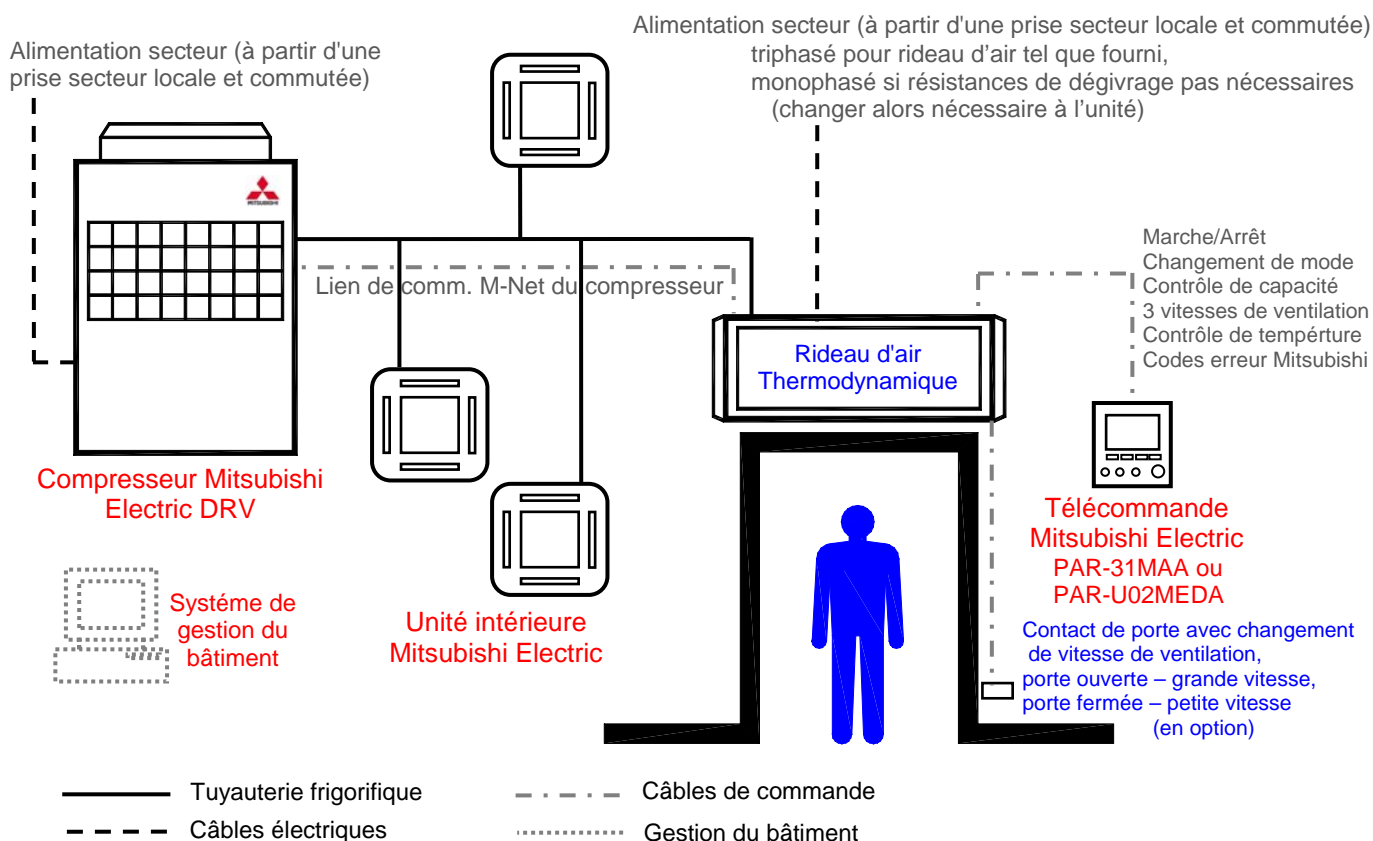 Alimentation secteur (à partir d'une
prise secteur locale et commutée)
Alimentation secteur (à partir d'une prise secteur locale et commutée)
triphasé pour rideau d'air tel que fourni,
monophasé si résistances de dégivrage pas nécessaires
(changer alors nécessaire à l'unité)
MITSUBISHI
Lien de comm. M-Net du compresseur
Marche/Arrêt
Changement de mode
Contrôle de capacité
3 vitesses de ventilation
Contrôle de tempérture
Codes erreur Mitsubishi
Rideau d'air
Thermodynamique
Compresseur Mitsubishi
Electric DRV
Télécommande
Mitsubishi Electric
PAR-31MAA ou
PAR-U02MEDA
Systéme de
gestion du
bâtiment
Unité intérieure
Mitsubishi Electric
Contact de porte avec changement
de vitesse de ventilation,
porte ouverte – grande vitesse,
porte fermée – petite vitesse
(en option)
Tuyauterie frigorifique
Câbles de commande
Câbles électriques
Gestion du bâtiment